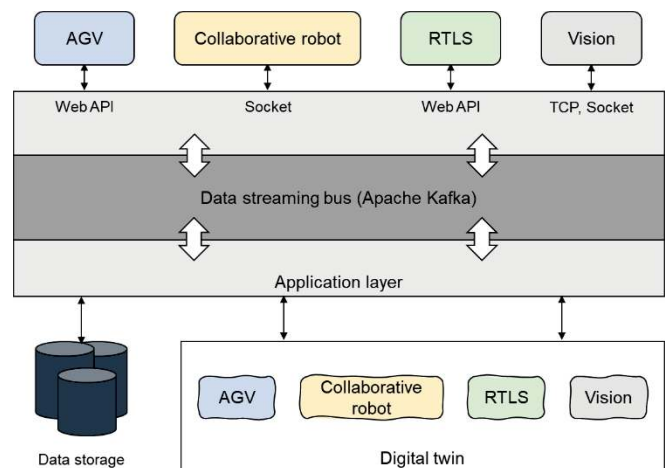 AGV
Collaborative robot
RTLS
Vision
Web API
Socket
Web API
TCP, Socket
Data streaming bus (Apache Kafka)
Application layer
AGV
Collaborative
robot
RTLS
Vision
Data storage
Digital twin